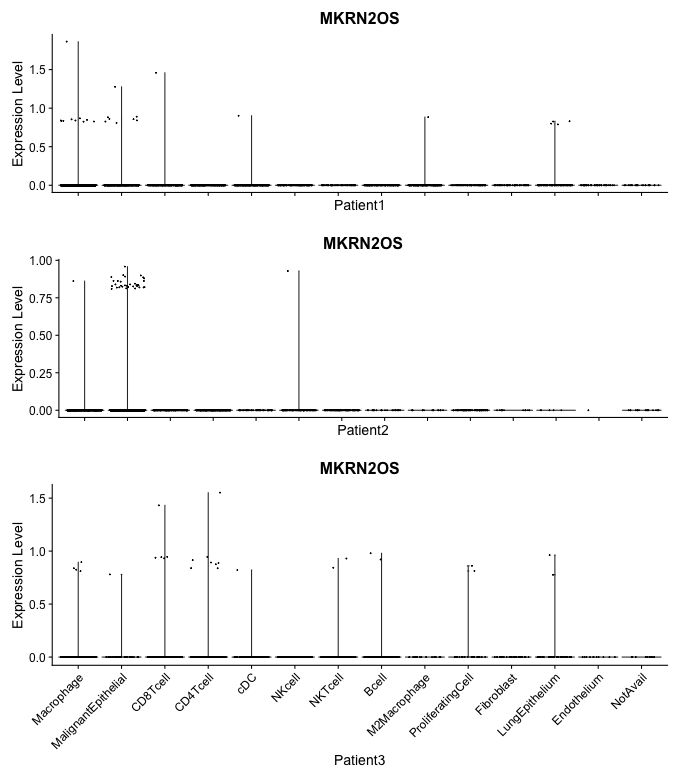 MKRN2OS
Expression Level
1.5
1.0
0.5
0.0
Patient1
MKRN2OS
Expression Level
1.00
0.75
0.50
0.25
0.00
Patient2
MKRN2OS
Expression Level
1.5
1.0
0.5
0.0
Macrophage
MalignantEpithelial
CD8Tcell
CD4Tcell
cDC
NKcell
NKTcell
Bcell
M2Macrophage
ProliferatingCell
Fibroblast
LungEpithelium
Endothelium
NotAvail
Patient3